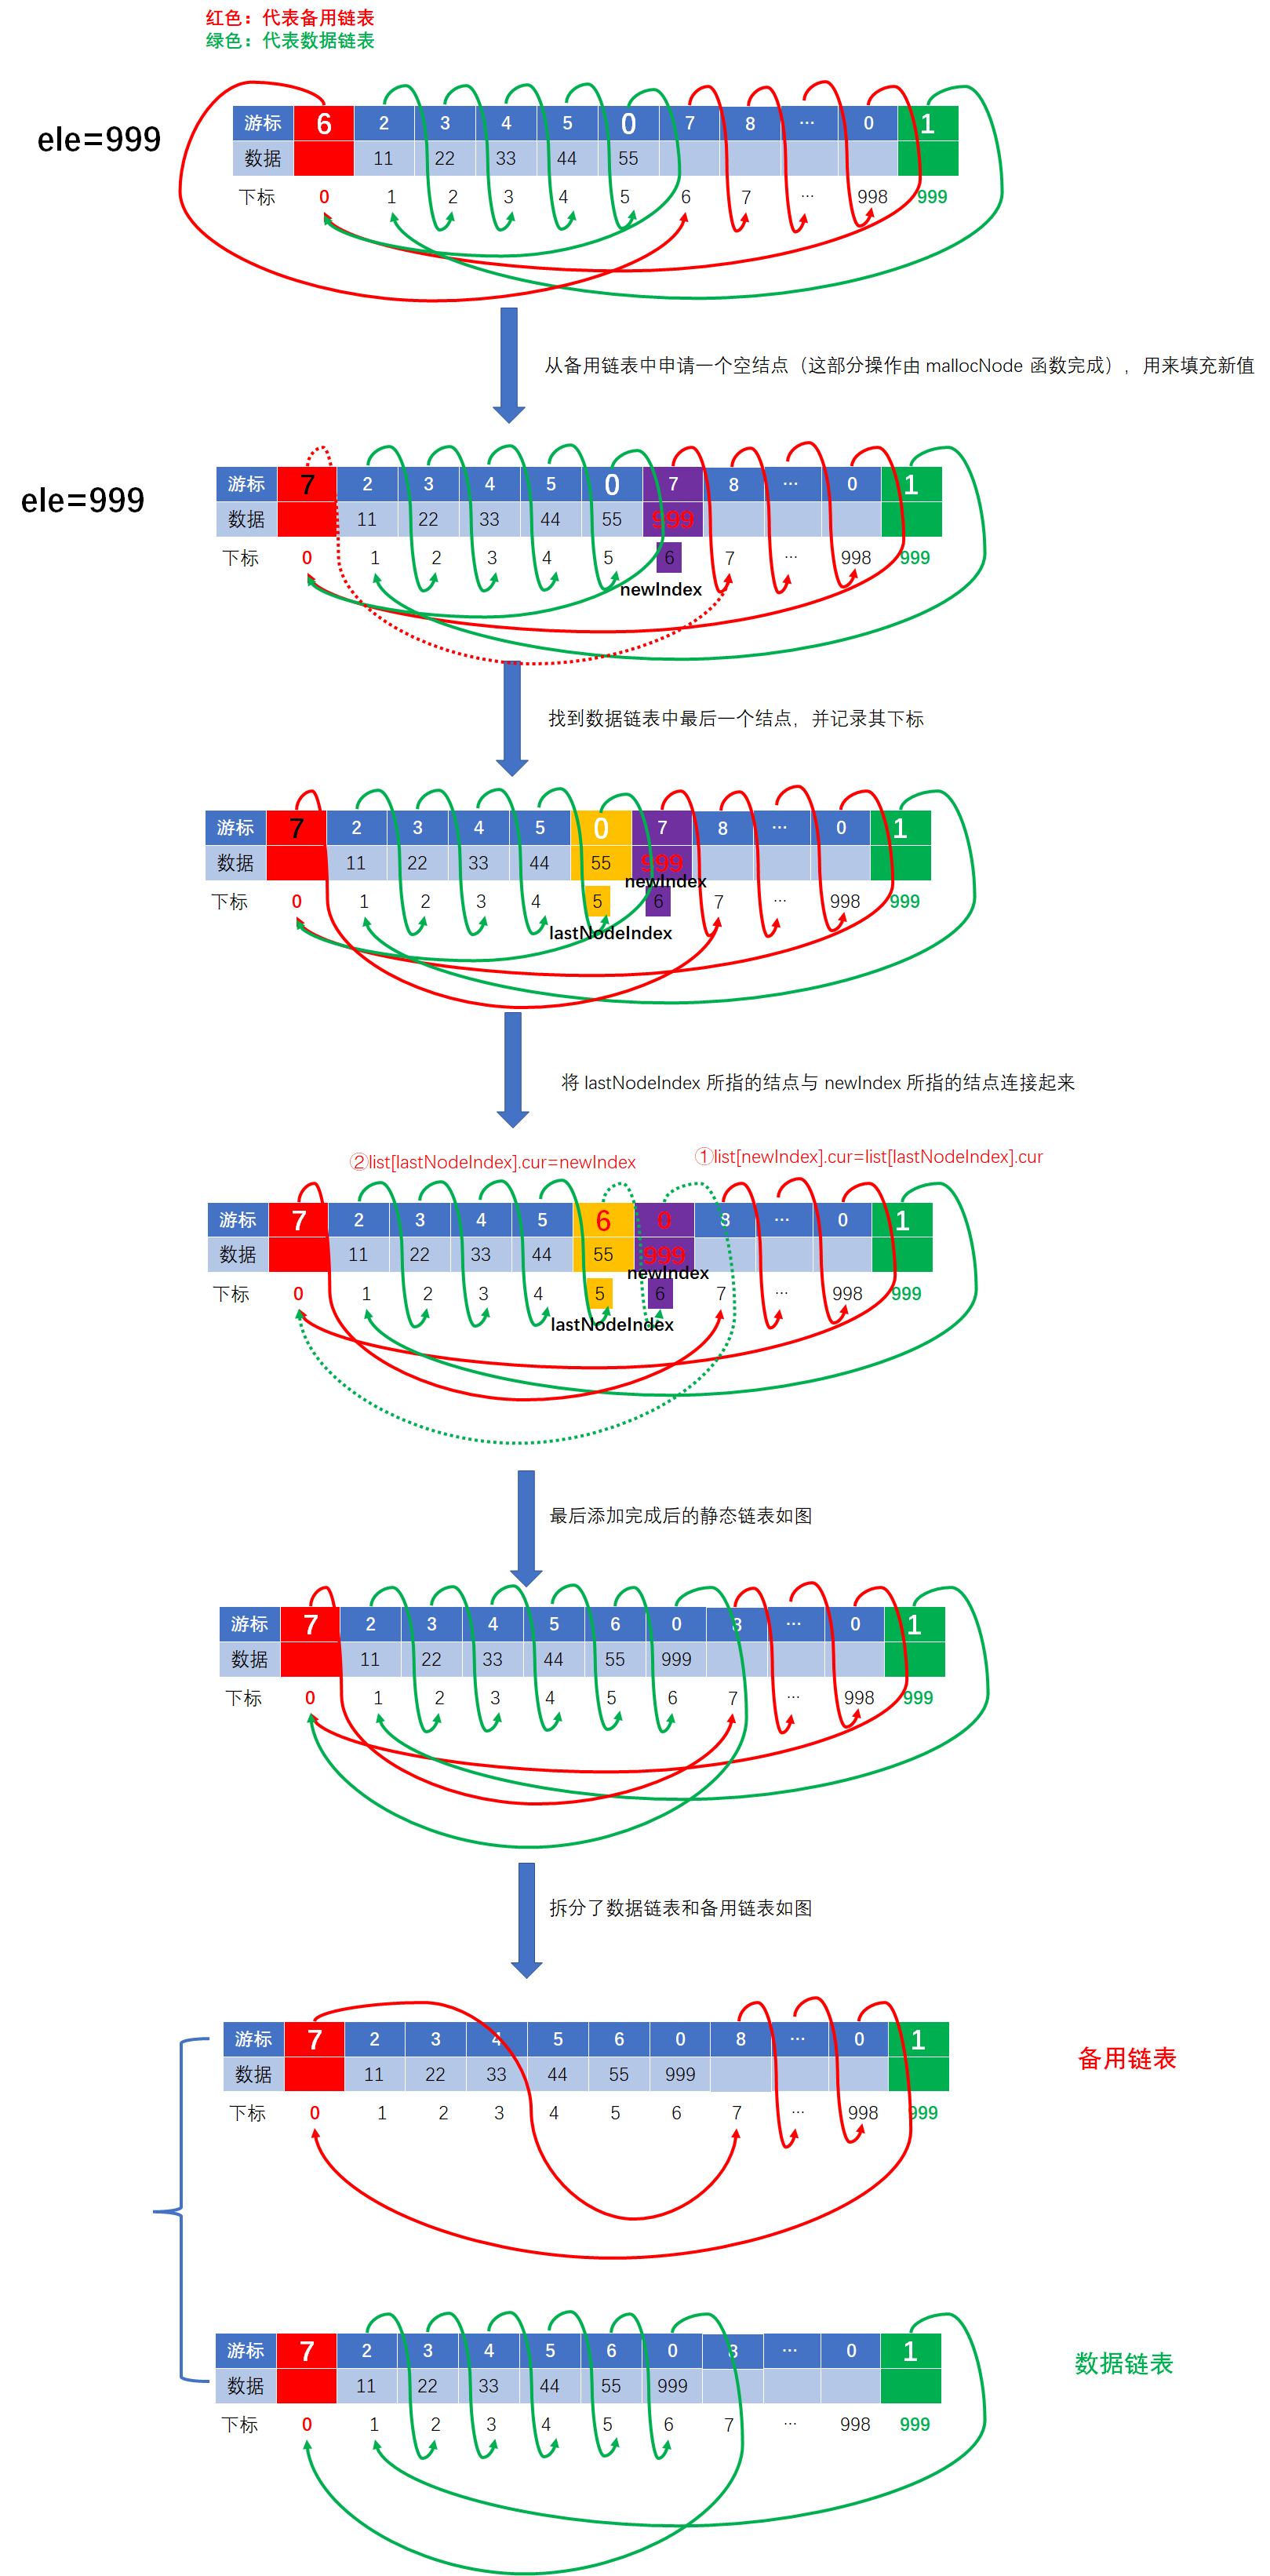 红色：代表备用链表
绿色：代表数据链表
ele=999
游标 6 2 3 4 5 0 7 8 … 0 1
数据 11 22 33 44 55
下标 0 1 2 3 4 5 6 7 … 998 999
从备用链表中申请一个空结点（这部分操作由 mallocNode 函数完成），用来填充新值
ele=999
游标 7 2 3 4 5 0 7 8 … 0 1
数据 11 22 33 44 55 999
下标 0 1 2 3 4 5 6 7 … 998 999
newIndex
找到数据链表中最后一个结点，并记录其下标
游标 7 2 3 4 5 0 7 8 … 0 1
数据 11 22 33 44 55 999
newIndex
下标 0 1 2 3 4 5 6 7 … 998 999
lastNodeIndex
将 lastNodeIndex 所指的结点与 newIndex 所指的结点连接起来
②list[lastNodeIndex].cur=newIndex ①list[newIndex].cur=list[lastNodeIndex].cur
游标 7 2 3 4 5 6 0 8 … 0 1
数据 11 22 33 44 55 999
newIndex
下标 0 1 2 3 4 5 6 7 … 998 999
lastNodeIndex
最后添加完成后的静态链表如图
游标 7 2 3 4 5 6 0 8 … 0 1
数据 11 22 33 44 55 999
下标 0 1 2 3 4 5 6 7 … 998 999
拆分了数据链表和备用链表如图
游标 7 2 3 4 5 6 0 8 … 0 1
备用链表
数据 11 22 33 44 55 999
下标 0 1 2 3 4 5 6 7 … 998 999
游标 7 2 3 4 5 6 0 8 … 0 1
数据链表
数据 11 22 33 44 55 999
下标 0 1 2 3 4 5 6 7 … 998 999